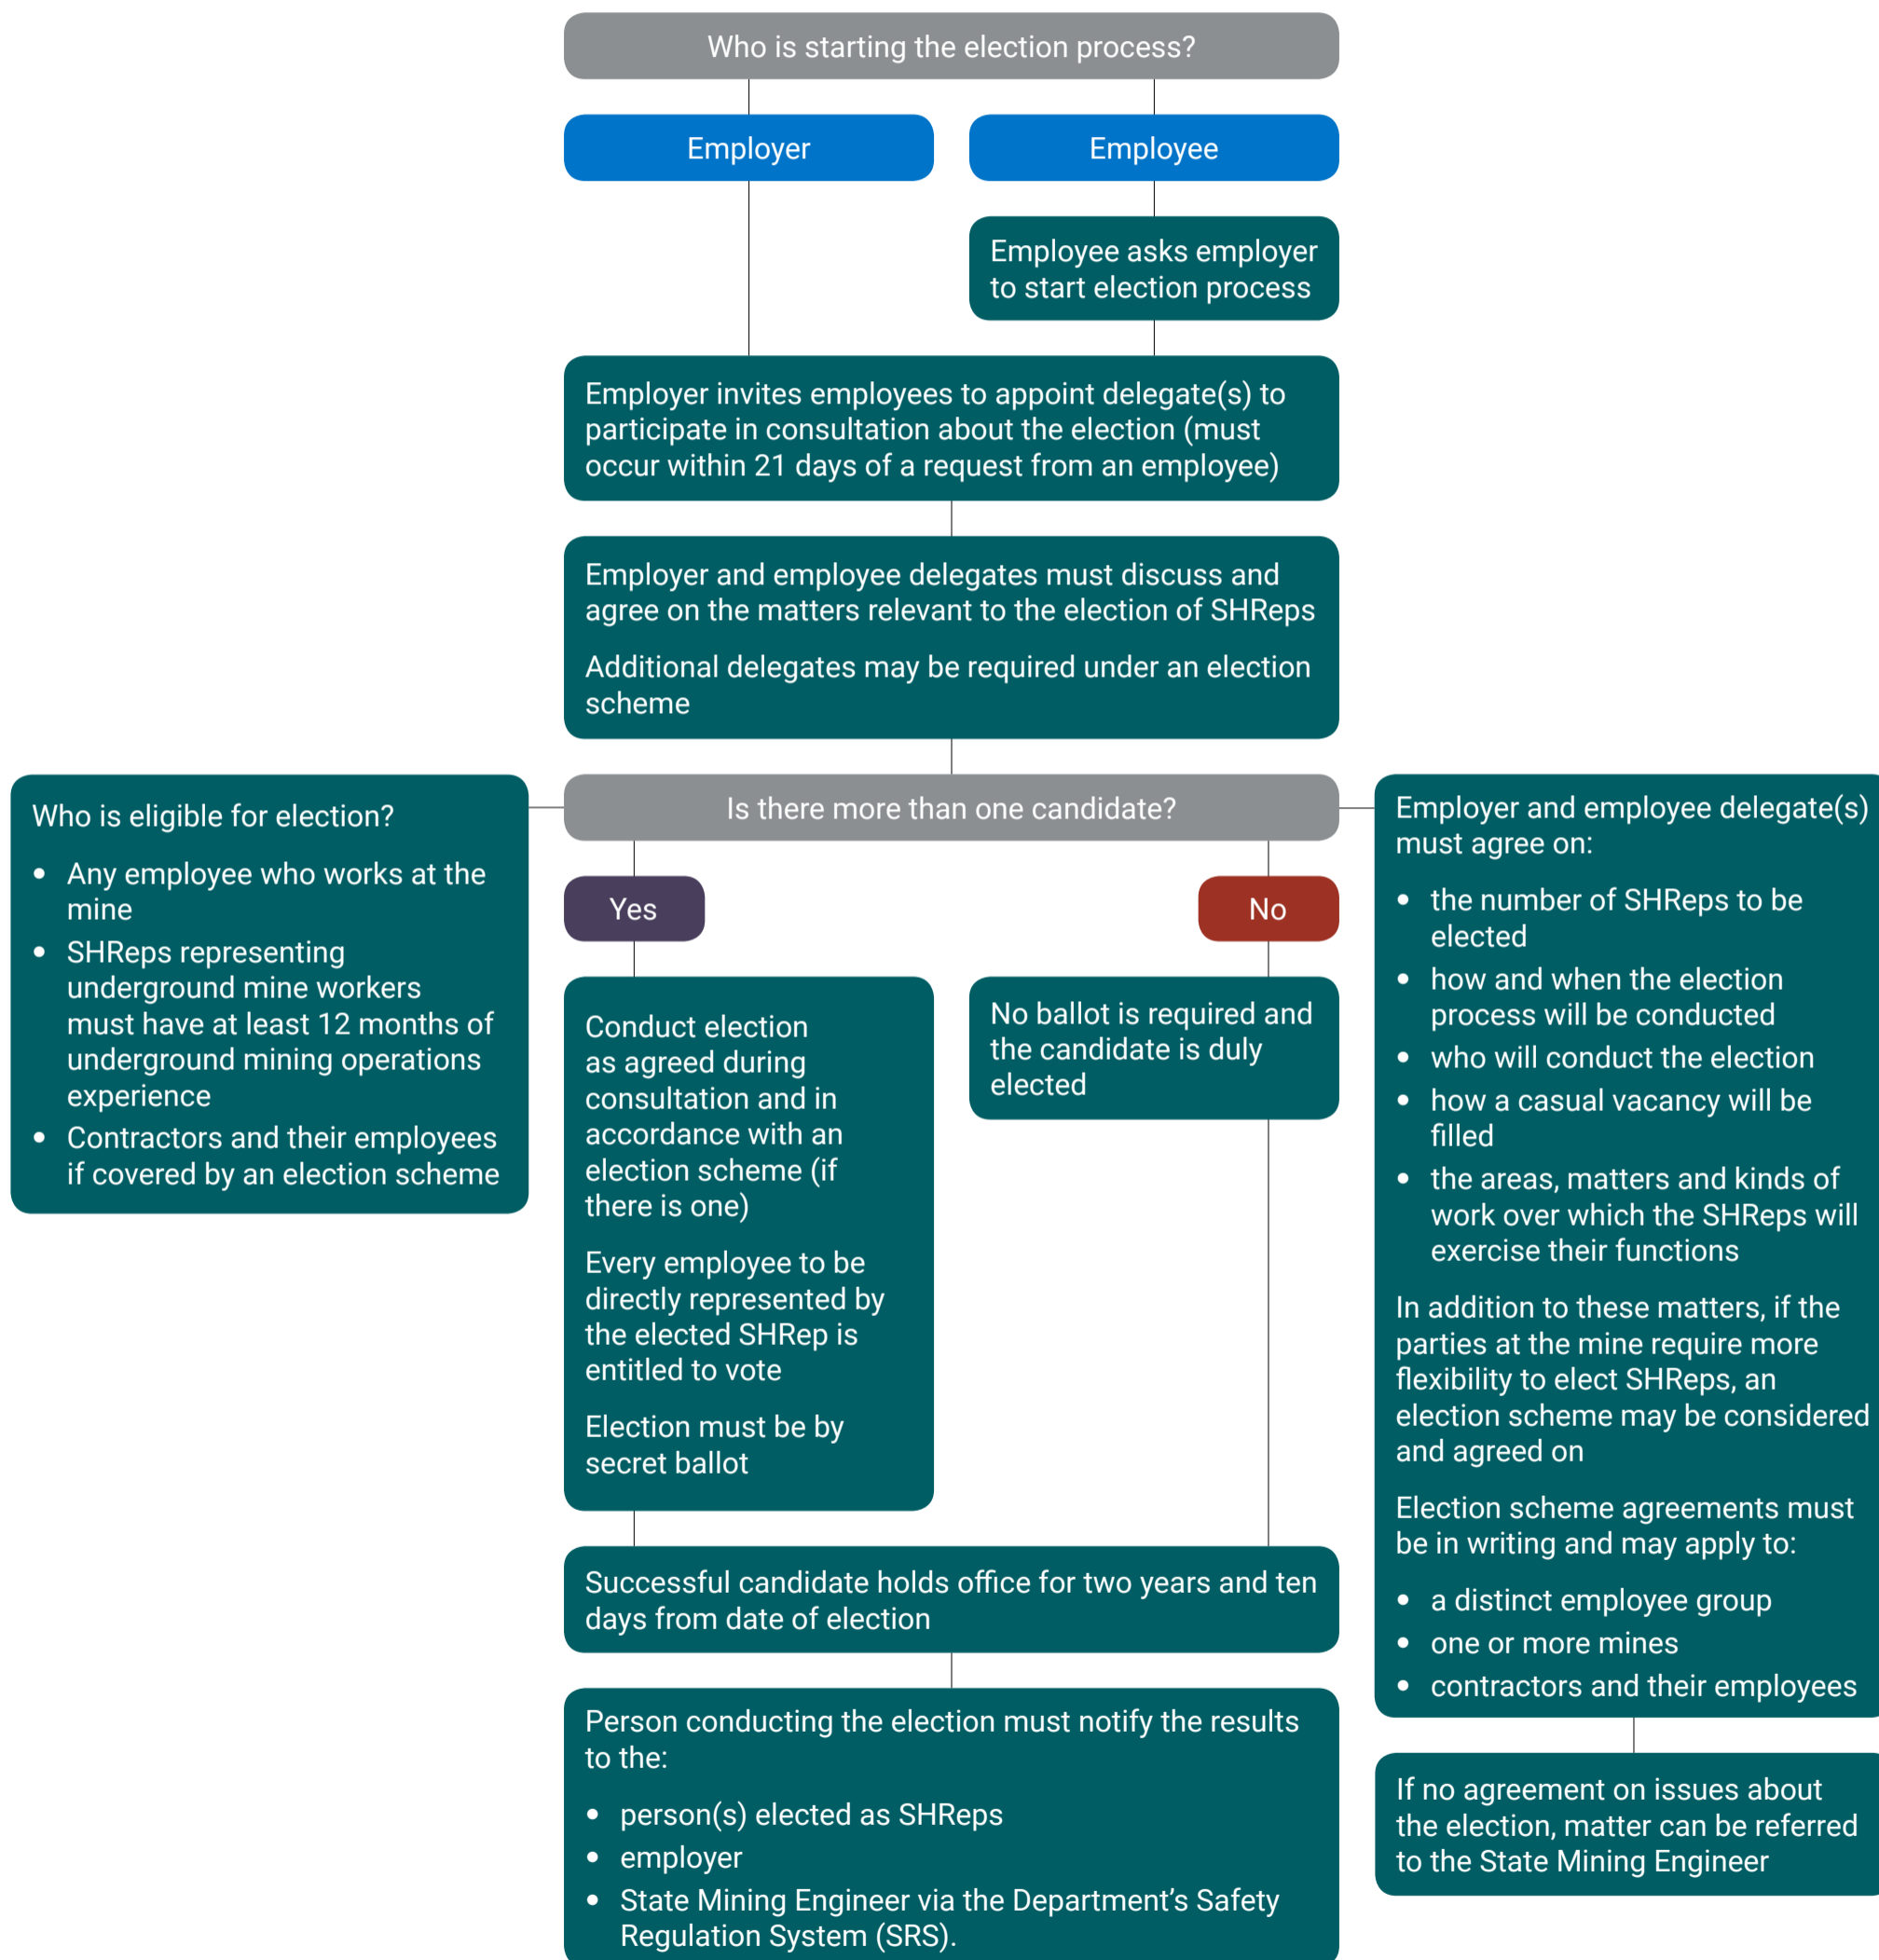 Who is starting the election process?
Employer
Employee
Employee asks employer
to start election process
Employer invites employees to appoint delegate(s) to
participate in consultation about the election (must
occur within 21 days of a request from an employee)
Employer and employee delegates must discuss and
agree on the matters relevant to the election of SHReps
Additional delegates may be required under an election
scheme
Who is eligible for election?
• Any employee who works at the
mine
• SHReps representing
underground mine workers
must have at least 12 months of
underground mining operations
experience
• Contractors and their employees
if covered by an election scheme
Is there more than one candidate?
Yes
No
Conduct election
as agreed during
consultation and in
accordance with an
election scheme (if
there is one)
Every employee to be
directly represented by
the elected SHRep is
entitled to vote
Election must be by
secret ballot
No ballot is required and
the candidate is duly
elected
Employer and employee delegate(s)
must agree on:
• the number of SHReps to be
elected
• how and when the election
process will be conducted
• who will conduct the election
• how a casual vacancy will be
filled
• the areas, matters and kinds of
work over which the SHReps will
exercise their functions
In addition to these matters, if the
parties at the mine require more
flexibility to elect SHReps, an
election scheme may be considered
and agreed on
Election scheme agreements must
be in writing and may apply to:
• a distinct employee group
• one or more mines
• contractors and their employees
Successful candidate holds office for two years and ten
days from date of election
Person conducting the election must notify the results
to the:
• person(s) elected as SHReps
• employer
• State Mining Engineer via the Department’s Safety
Regulation System (SRS).
If no agreement on issues about
the election, matter can be referred
to the State Mining Engineer